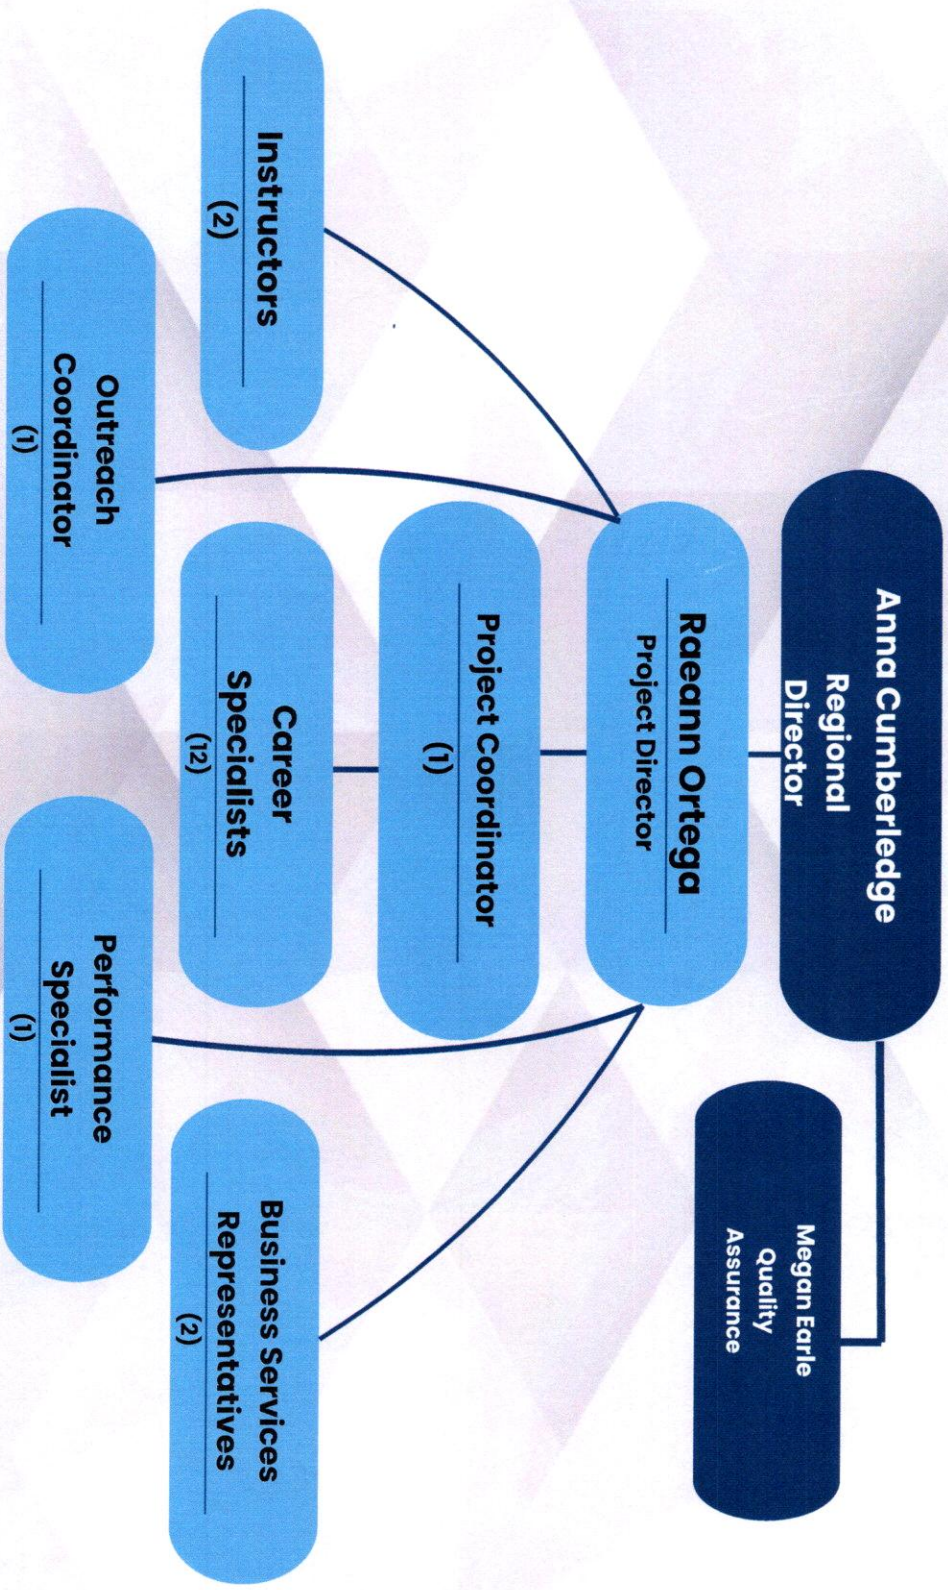 Anna Cumberledge
Regional
Director
Megan Earle
Quality
Assurance
Raeann Ortega
Project Director
Project Coordinator
(1)
Instructors
(2)
Career
Specialists
(12)
Business Services
Representatives
(2)
Outreach
Coordinator
(1)
Performance
Specialist
(1)